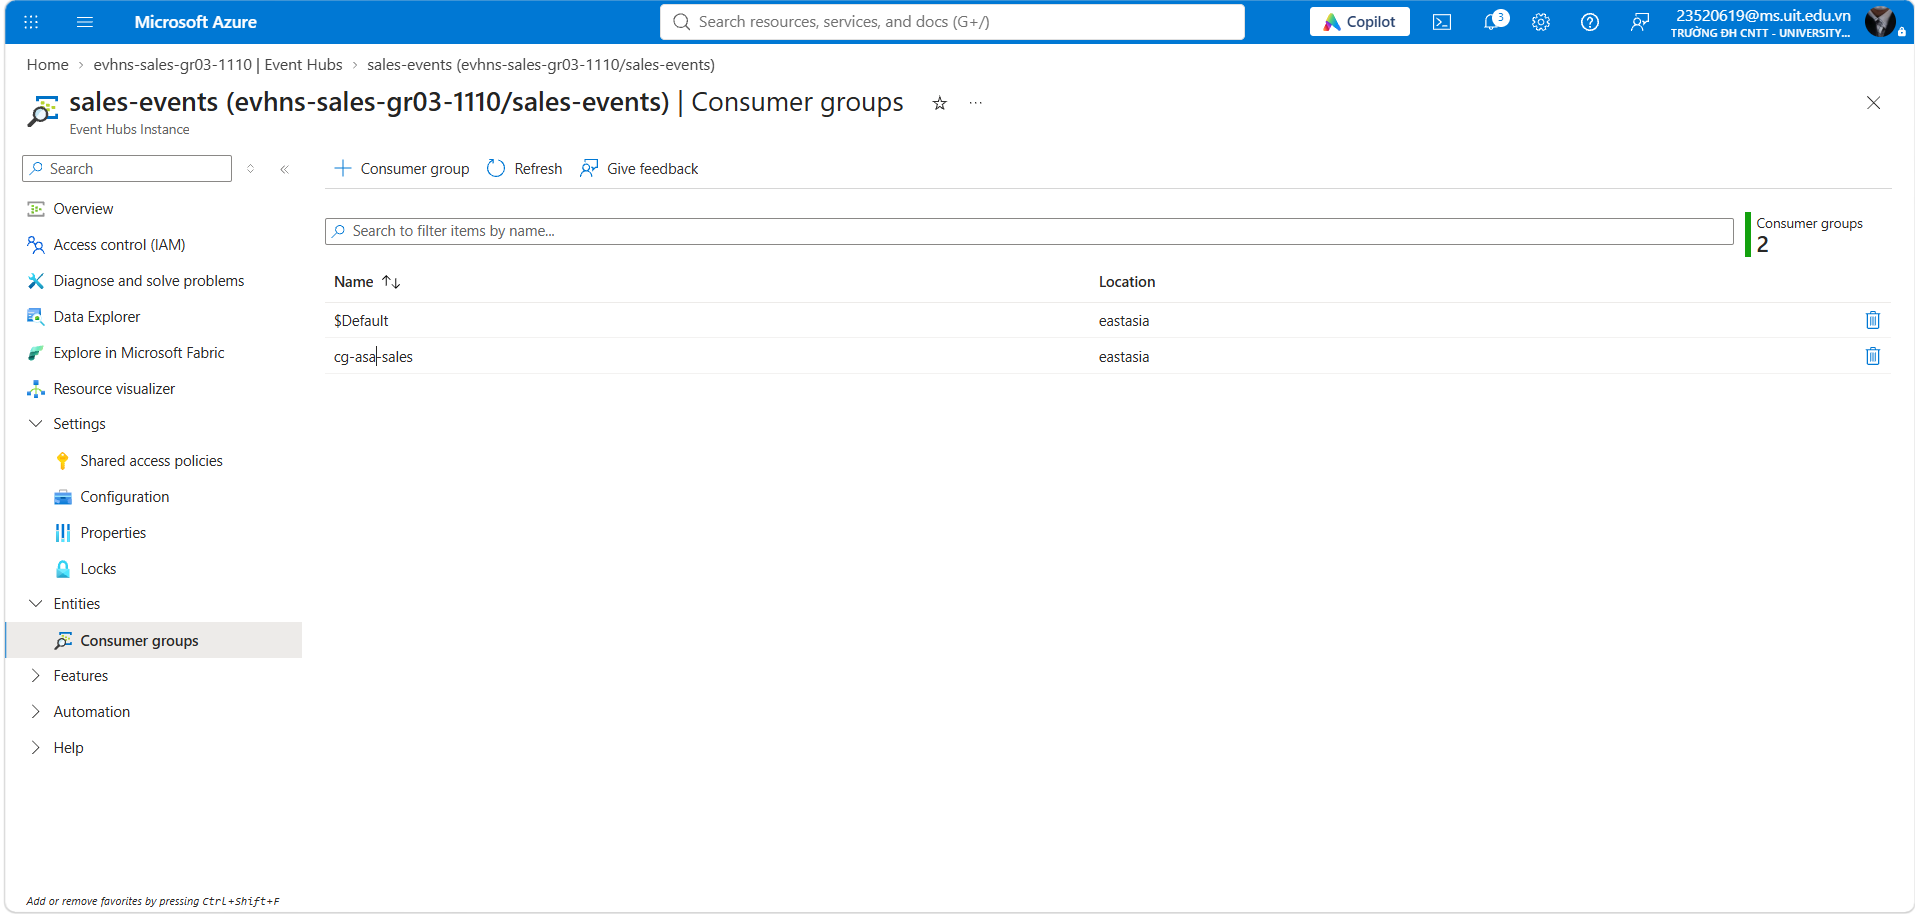 Microsoft Azure
Search resources, services, and docs (G+/)
Copilot
3
23520619@ms.uit.edu.vn
TRƯỜNG ĐH CNTT - UNIVERSITY...
Home > evhns-sales-gr03-1110 | Event Hubs > sales-events (evhns-sales-gr03-1110/sales-events)
sales-events (evhns-sales-gr03-1110/sales-events) | Consumer groups
Event Hubs Instance
Search
Consumer group
Refresh
Give feedback
Overview
Access control (IAM)
Diagnose and solve problems
Data Explorer
Explore in Microsoft Fabric
Resource visualizer
Settings
Shared access policies
Configuration
Properties
Locks
Entities
Consumer groups
Features
Automation
Help
Add or remove favorites by pressing Ctrl+Shift+F
Search to filter items by name...
Consumer groups
2
Name Location
$Default eastasia
cg-asa-sales eastasia